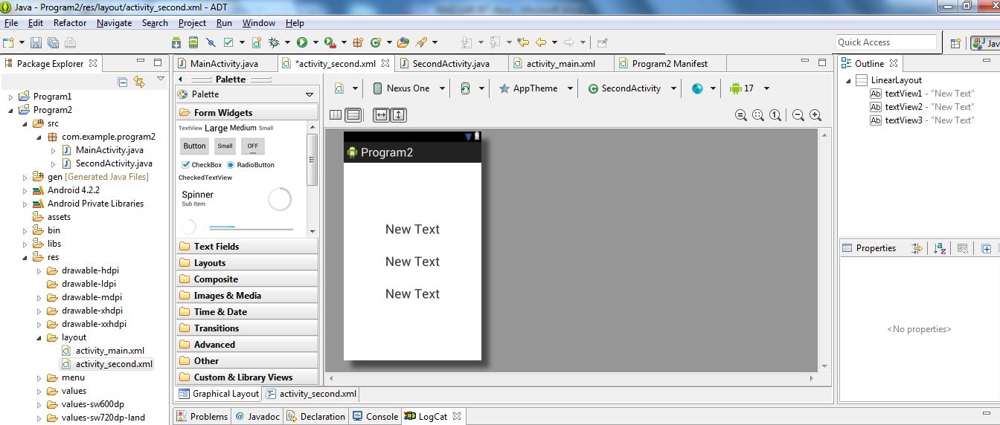 Java - Program2/res/layout/activity_second.xml - ADT
File Edit Refactor Navigate Search Project Run Window Help
Quick Access
Jav
Package Explorer
Program1
Program2
src
com.example.program2
MainActivity.java
SecondActivity.java
gen [Generated Java Files]
Android 4.2.2
Android Private Libraries
assets
bin
libs
res
drawable-hdpi
drawable-ldpi
drawable-mdpi
drawable-xhdpi
drawable-xxhdpi
layout
activity_main.xml
activity_second.xml
menu
values
values-sw600dp
values-sw720dp-land
MainActivity.java *activity_second.xml SecondActivity.java activity_main.xml Program2 Manifest
Palette
Palette
Form Widgets
TextView Large Medium Small
Button Small OFF
CheckBox RadioButton
CheckedTextView
Spinner
Sub Item
Text Fields
Layouts
Composite
Images & Media
Time & Date
Transitions
Advanced
Other
Custom & Library Views
Nexus One AppTheme SecondActivity 17
Program2
New Text
New Text
New Text
Graphical Layout activity_second.xml
Problems @ Javadoc Declaration Console LogCat
Outline
LinearLayout
Ab textView1 - "New Text"
Ab textView2 - "New Text"
Ab textView3 - "New Text"
Properties
<No properties>